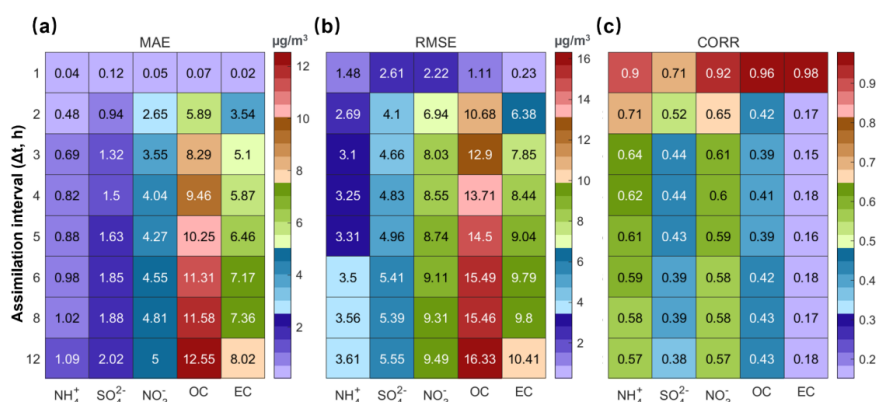 (a) MAE µg/m³
(b) RMSE µg/m³
(c) CORR
Assimilation interval (Δt, h)
1 0.04 0.12 0.05 0.07 0.02
2 0.48 0.94 2.65 5.89 3.54
3 0.69 1.32 3.55 8.29 5.1
4 0.82 1.5 4.04 9.46 5.87
5 0.88 1.63 4.27 10.25 6.46
6 0.98 1.85 4.55 11.31 7.17
8 1.02 1.88 4.81 11.58 7.36
12 1.09 2.02 5 12.55 8.02
NH₄⁺ SO₄²⁻ NO₃⁻ OC EC
12
10
8
6
4
2
1.48 2.61 2.22 1.11 0.23
2.69 4.1 6.94 10.68 6.38
3.1 4.66 8.03 12.9 7.85
3.25 4.83 8.55 13.71 8.44
3.31 4.96 8.74 14.5 9.04
3.5 5.41 9.11 15.49 9.79
3.56 5.39 9.31 15.46 9.8
3.61 5.55 9.49 16.33 10.41
NH₄⁺ SO₄²⁻ NO₃⁻ OC EC
16
14
12
10
8
6
4
2
0.9 0.71 0.92 0.96 0.98
0.71 0.52 0.65 0.42 0.17
0.64 0.44 0.61 0.39 0.15
0.62 0.44 0.6 0.41 0.18
0.61 0.43 0.59 0.39 0.16
0.59 0.39 0.58 0.42 0.18
0.58 0.39 0.58 0.43 0.17
0.57 0.38 0.57 0.43 0.18
NH₄⁺ SO₄²⁻ NO₃⁻ OC EC
0.9
0.8
0.7
0.6
0.5
0.4
0.3
0.2